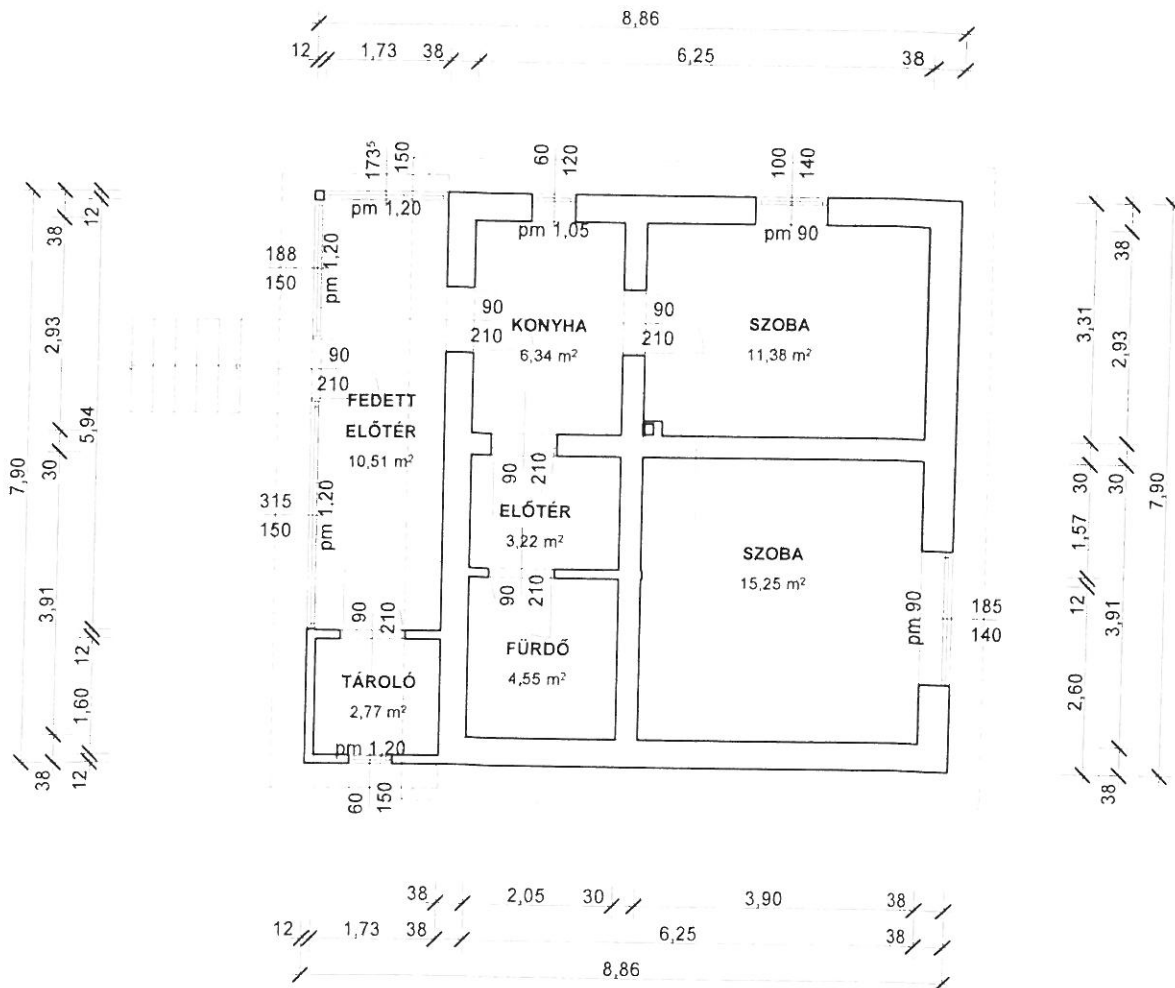 8,86
12 1,73 38 6,25 38
173⁵ 150
60 120
100 140
pm 1,20
pm 1,05
pm 90
188
150
pm 1,20
90
210
KONYHA
6,34 m²
90
210
SZOBA
11,38 m²
90
210
FEDETT
ELŐTÉR
10,51 m²
90 210
ELŐTÉR
3,22 m²
315
150
pm 1.20
SZOBA
15,25 m²
90 210
90 210
FÜRDŐ
4,55 m²
pm 90
185
140
TÁROLÓ
2,77 m²
pm 1.20
60 150
7,90
38 2,93 30 3,91 38
12 5,94 12 1,60 12
3,31 30 1,57 12 2,60
38 2,93 30 3,91 38
7,90
38 2,05 30 3,90 38
12 1,73 38 6,25 38
8,86